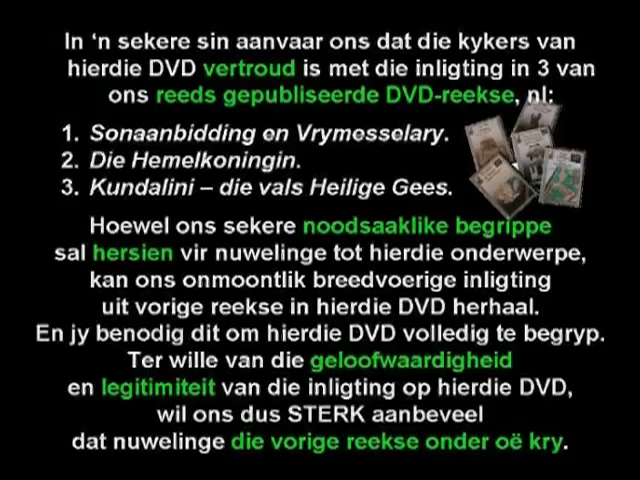 In ‘n sekere sin aanvaar ons dat die kykers van
hierdie DVD vertroud is met die inligting in 3 van
ons reeds gepubliseerde DVD-reekse, nl:
1. Sonaanbidding en Vrymesselary.
2. Die Hemelkoningin.
3. Kundalini – die vals Heilige Gees.
Hoewel ons sekere noodsaaklike begrippe
sal hersien vir nuwelinge tot hierdie onderwerpe,
kan ons onmoontlik breedvoerige inligting
uit vorige reekse in hierdie DVD herhaal.
En jy benodig dit om hierdie DVD volledig te begryp.
Ter wille van die geloofwaardigheid
en legitimiteit van die inligting op hierdie DVD,
wil ons dus STERK aanbeveel
dat nuwelinge die vorige reekse onder oë kry.